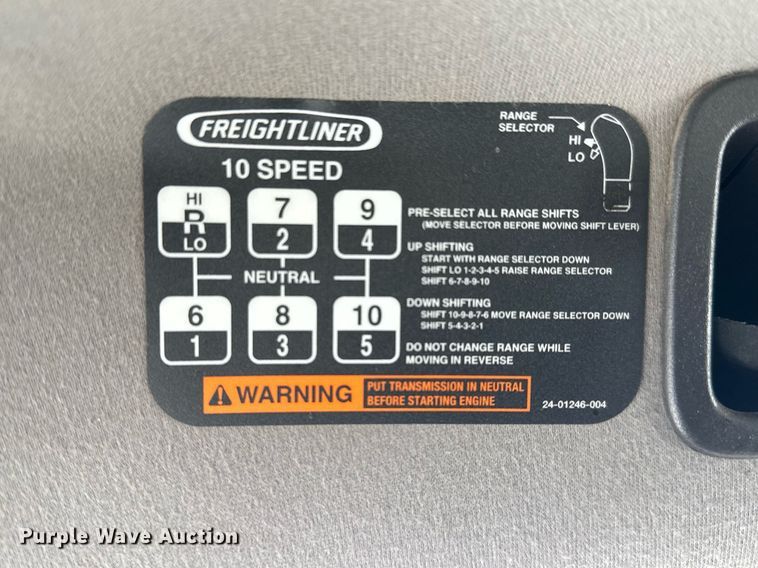 FREIGHTLINER
10 SPEED
RANGE
SELECTOR
HI
LO
HI
R
LO
7
2
9
4
NEUTRAL
6
1
8
3
10
5
PRE-SELECT ALL RANGE SHIFTS
(MOVE SELECTOR BEFORE MOVING SHIFT LEVER)
UP SHIFTING
START WITH RANGE SELECTOR DOWN
SHIFT LO 1-2-3-4-5 RAISE RANGE SELECTOR
SHIFT 6-7-8-9-10
DOWN SHIFTING
SHIFT 10-9-8-7-6 MOVE RANGE SELECTOR DOWN
SHIFT 5-4-3-2-1
DO NOT CHANGE RANGE WHILE
MOVING IN REVERSE
WARNING
PUT TRANSMISSION IN NEUTRAL
BEFORE STARTING ENGINE
24-01246-004
Purple Wave Auction